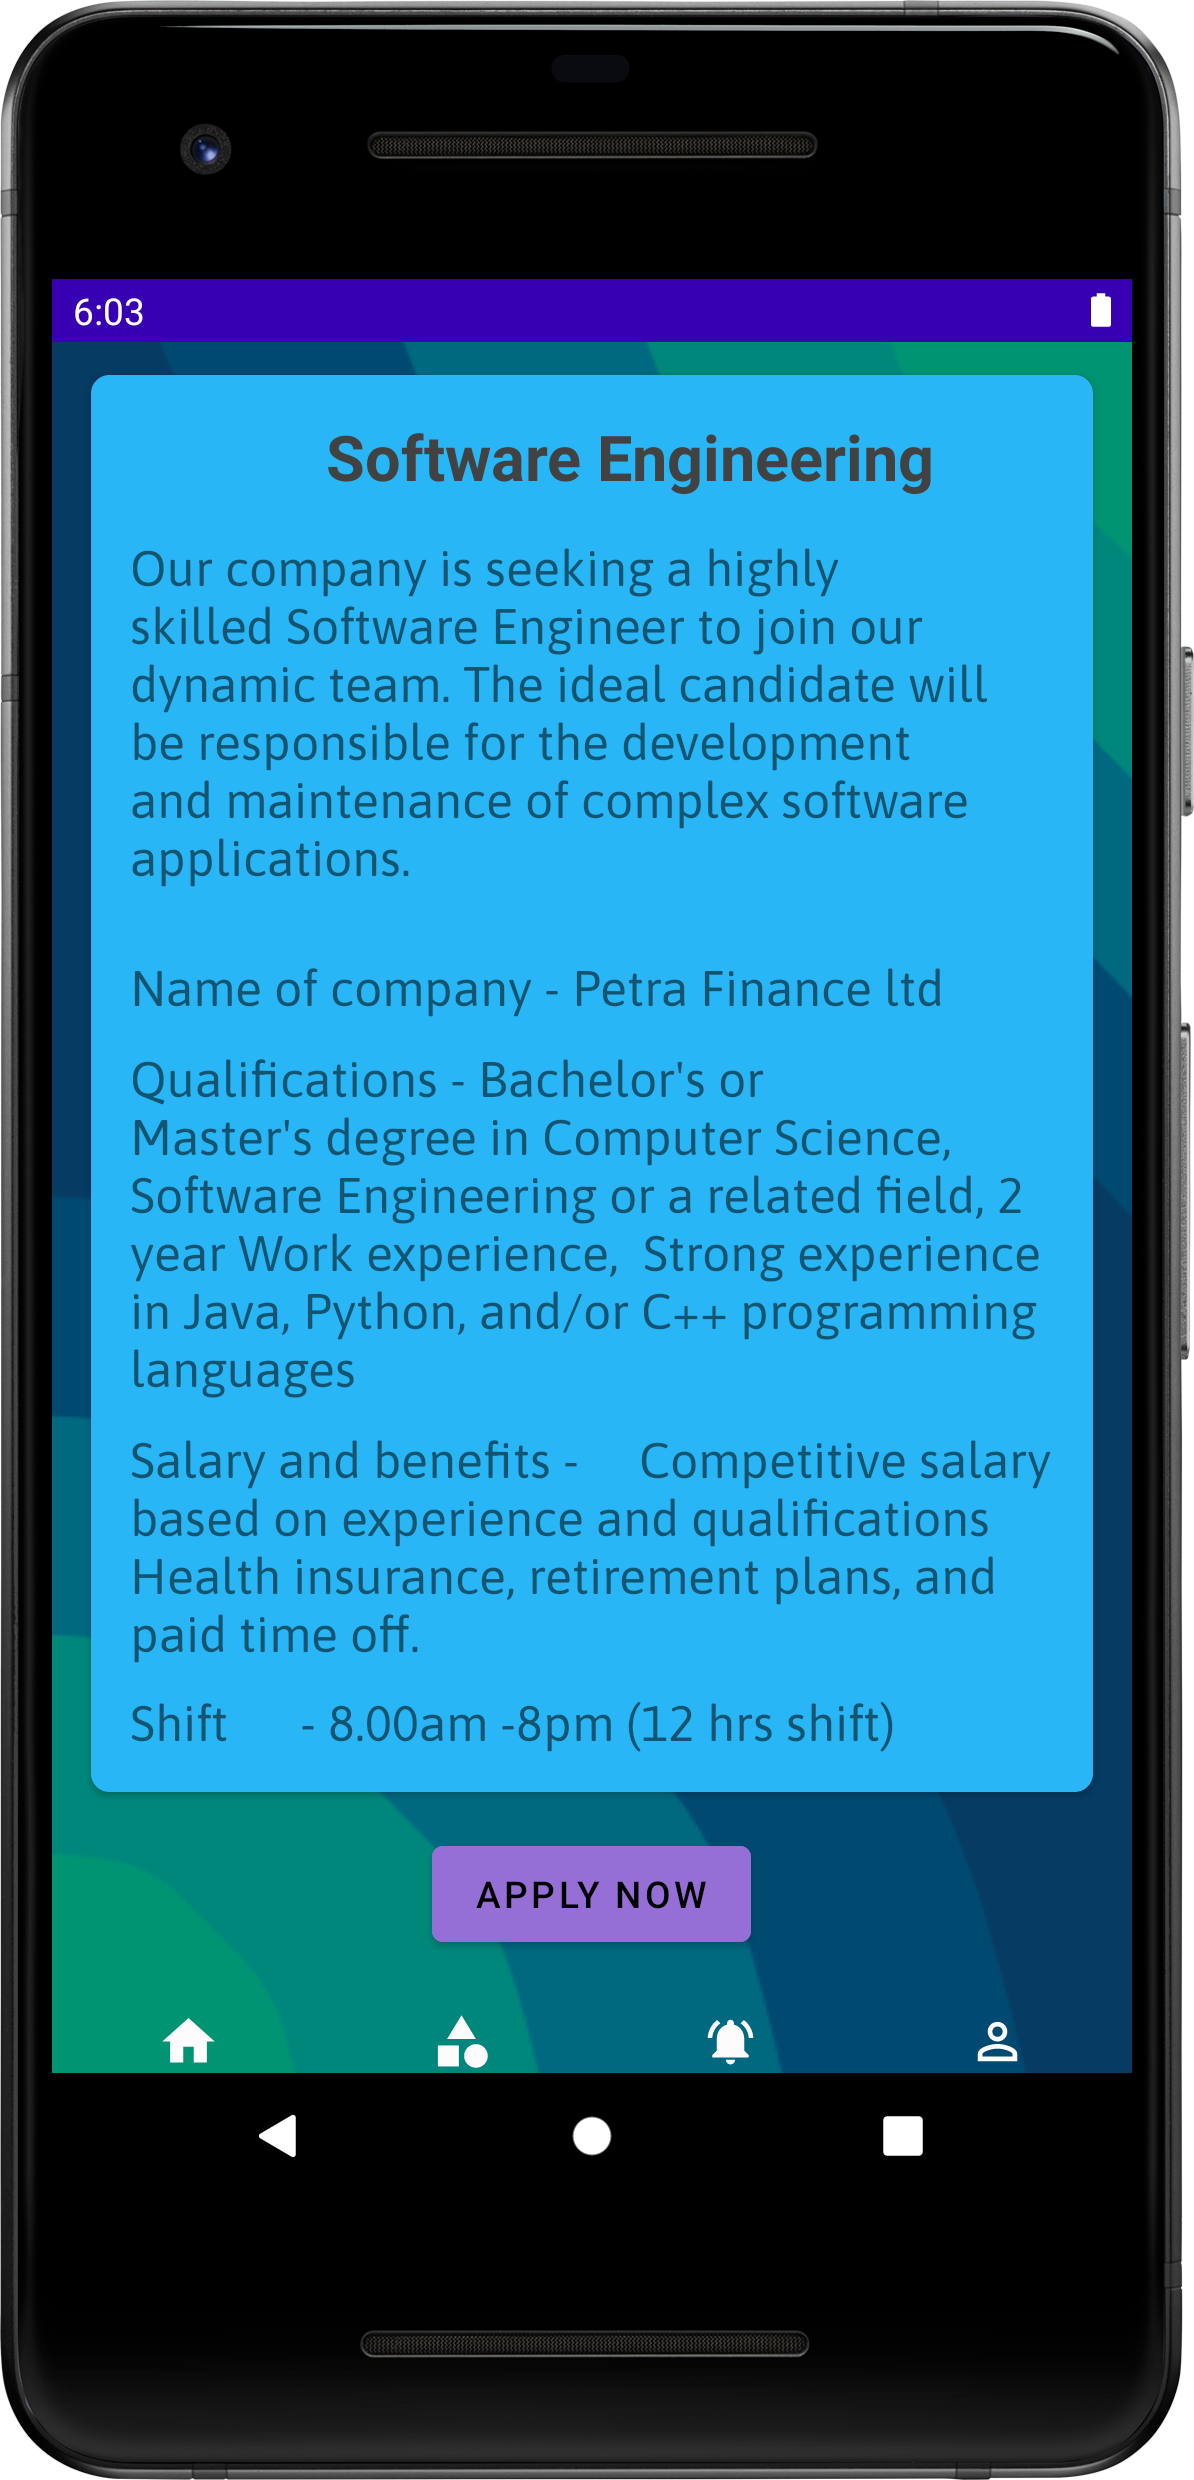 6:03
Software Engineering
Our company is seeking a highly
skilled Software Engineer to join our
dynamic team. The ideal candidate will
be responsible for the development
and maintenance of complex software
applications.
Name of company - Petra Finance ltd
Qualifications - Bachelor's or
Master's degree in Computer Science,
Software Engineering or a related field, 2
year Work experience,  Strong experience
in Java, Python, and/or C++ programming
languages
Salary and benefits -     Competitive salary
based on experience and qualifications
Health insurance, retirement plans, and
paid time off.
Shift      - 8.00am -8pm (12 hrs shift)
APPLY NOW